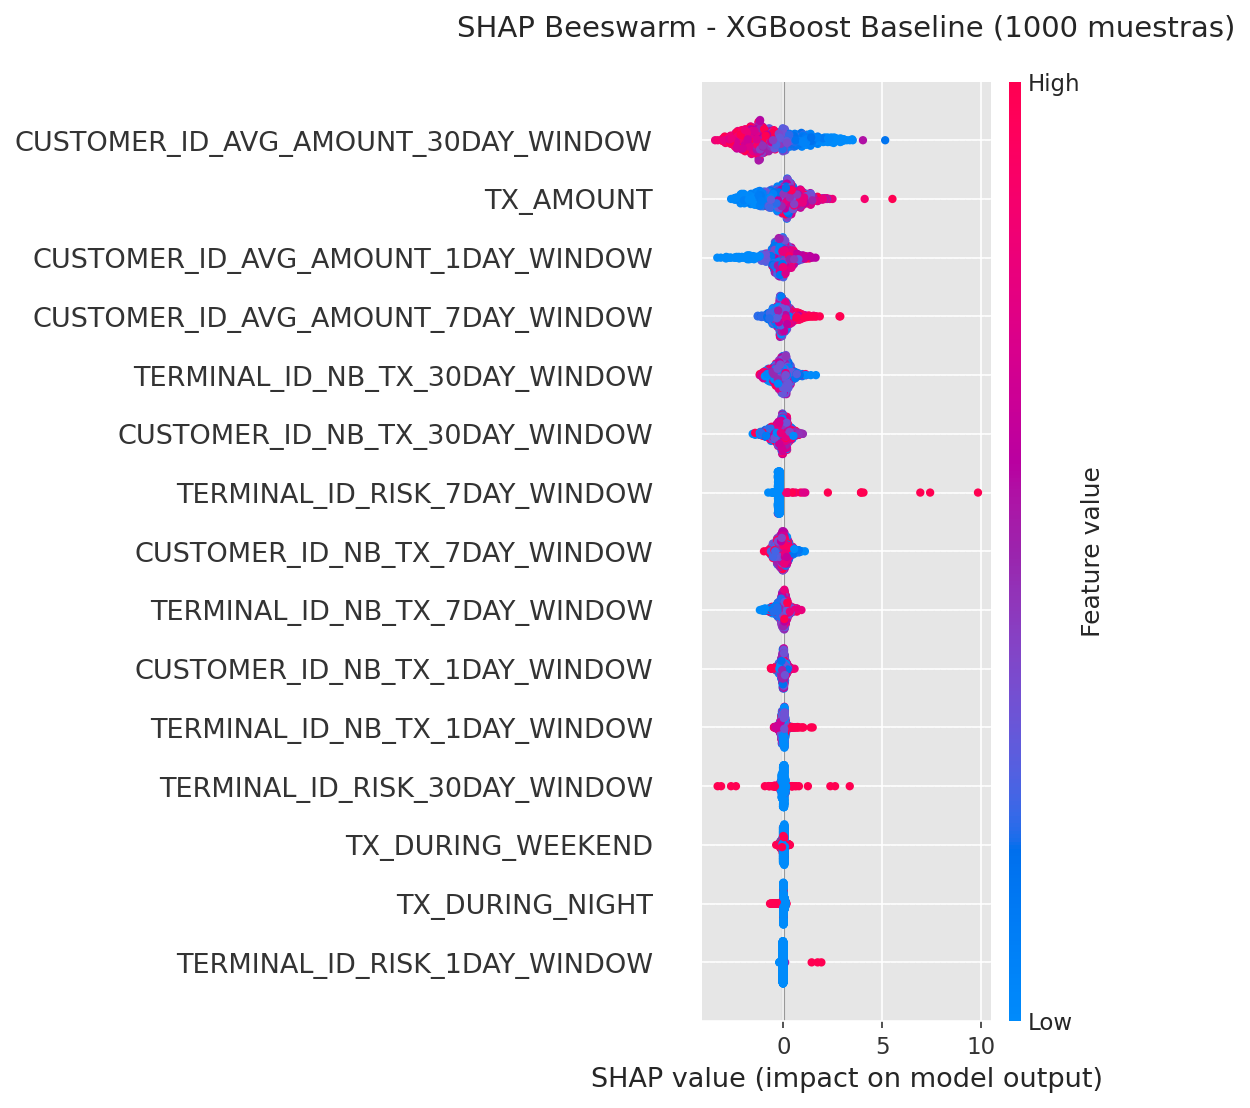 SHAP Beeswarm - XGBoost Baseline (1000 muestras)
High
CUSTOMER_ID_AVG_AMOUNT_30DAY_WINDOW
TX_AMOUNT
CUSTOMER_ID_AVG_AMOUNT_1DAY_WINDOW
CUSTOMER_ID_AVG_AMOUNT_7DAY_WINDOW
TERMINAL_ID_NB_TX_30DAY_WINDOW
CUSTOMER_ID_NB_TX_30DAY_WINDOW
TERMINAL_ID_RISK_7DAY_WINDOW
CUSTOMER_ID_NB_TX_7DAY_WINDOW
TERMINAL_ID_NB_TX_7DAY_WINDOW
CUSTOMER_ID_NB_TX_1DAY_WINDOW
TERMINAL_ID_NB_TX_1DAY_WINDOW
TERMINAL_ID_RISK_30DAY_WINDOW
TX_DURING_WEEKEND
TX_DURING_NIGHT
TERMINAL_ID_RISK_1DAY_WINDOW
Feature value
Low
0 5 10
SHAP value (impact on model output)